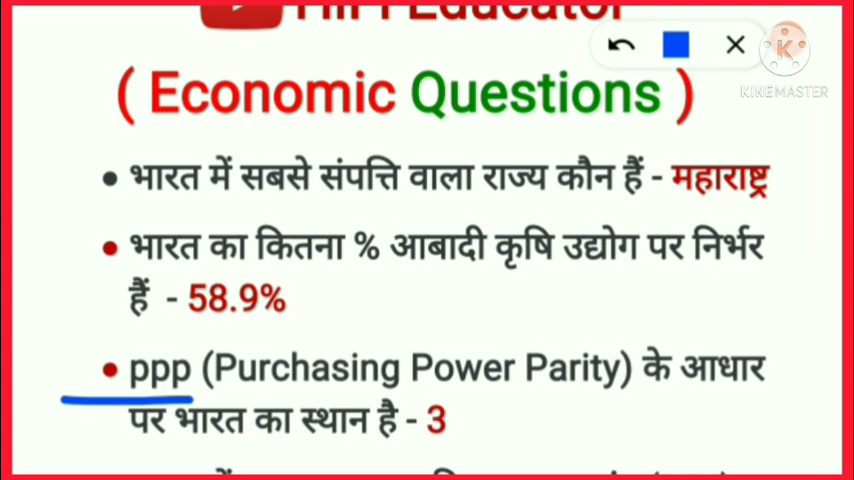 Educator
( Economic Questions )
KINEMASTER
• भारत में सबसे संपत्ति वाला राज्य कौन हैं - महाराष्ट्र
• भारत का कितना % आबादी कृषि उद्योग पर निर्भर
हैं - 58.9%
• ppp (Purchasing Power Parity) के आधार
पर भारत का स्थान है - 3